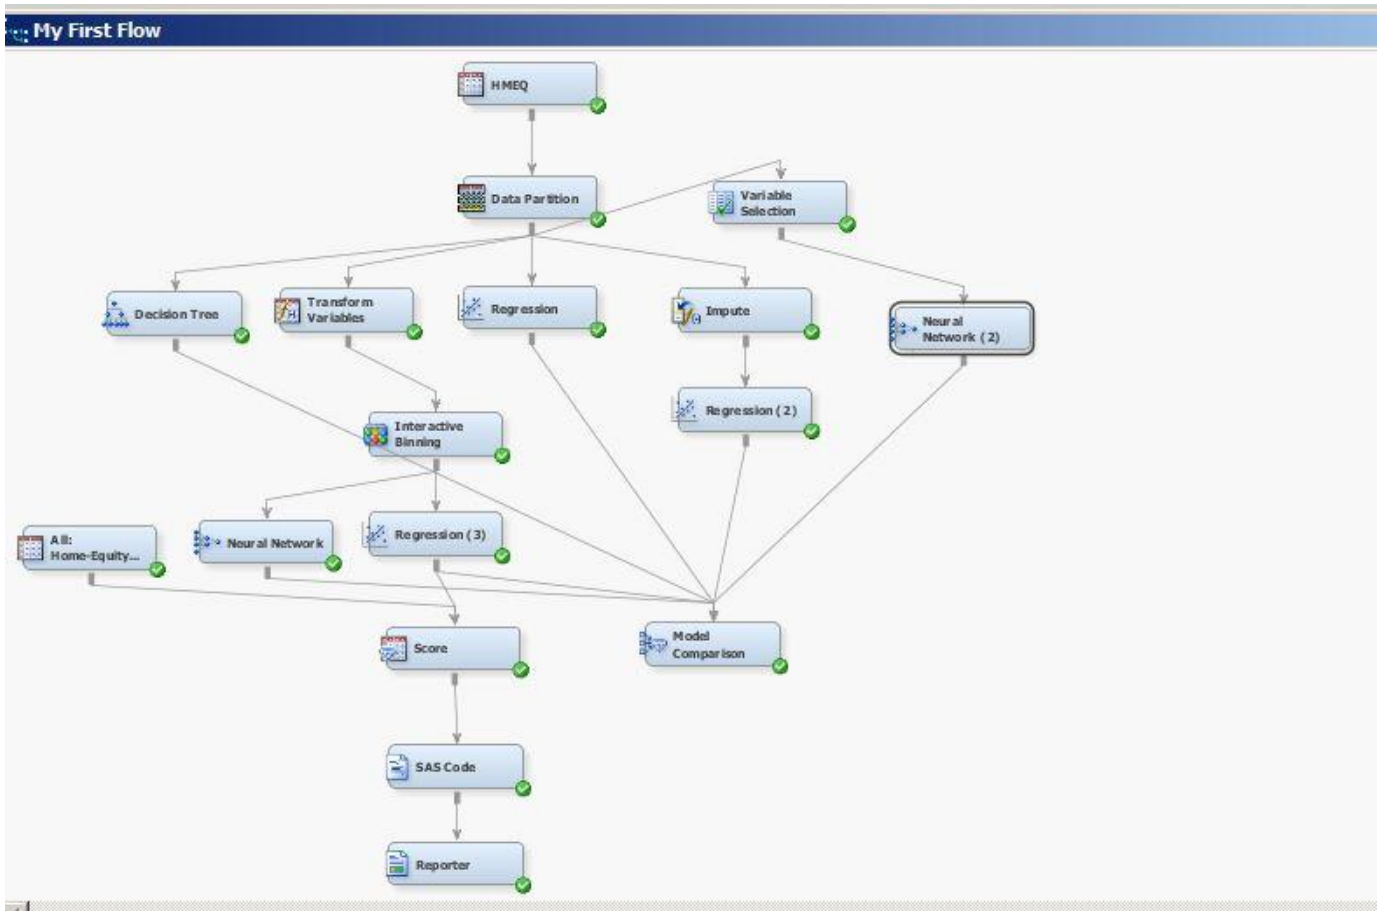 My First Flow
HMEQ
Data Partition
Variable
Selection
Decision Tree
Transform
Variables
Regression
Impute
Neural
Network (2)
Regression (2)
Interactive
Binning
All:
Home-Equity...
Neural Network
Regression (3)
Score
Model
Comparison
SAS Code
Reporter